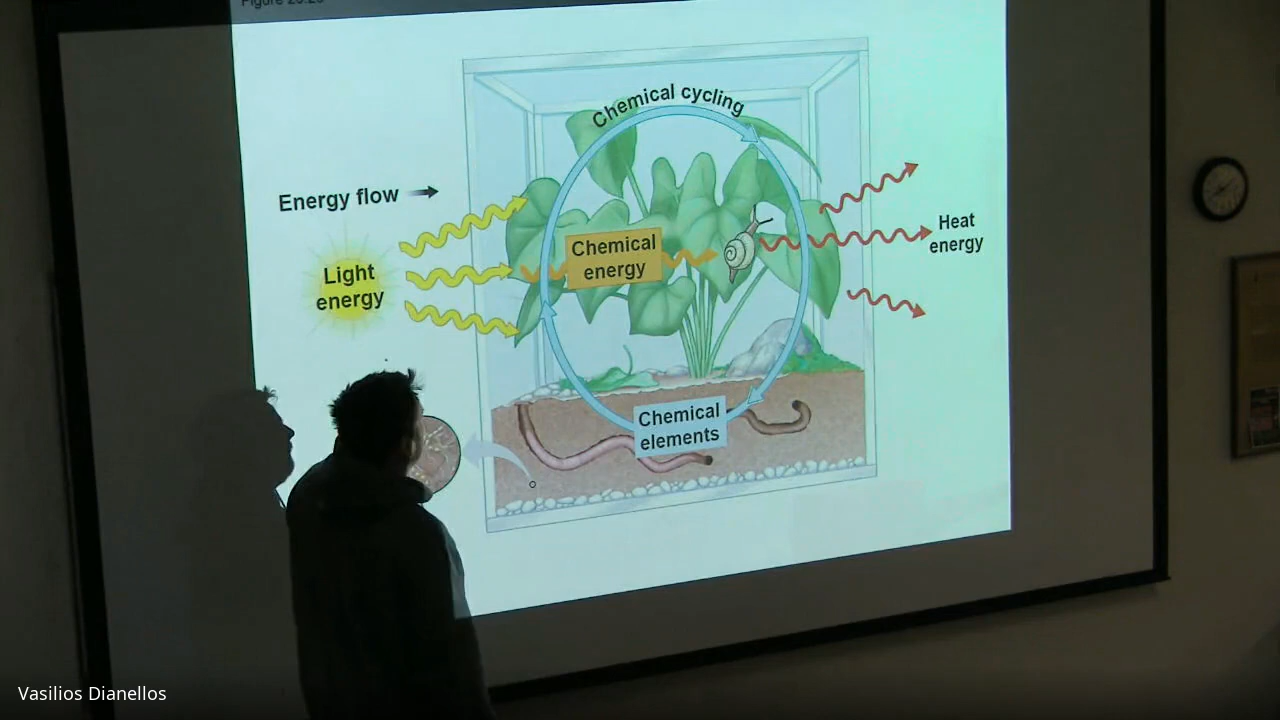 Chemical cycling
Energy flow
Light
energy
Chemical
energy
Heat
energy
Chemical
elements
Vasilios Dianellos